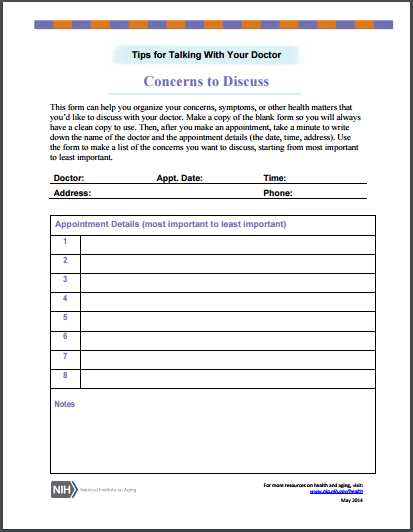 Tips for Talking With Your Doctor
Concerns to Discuss
This form can help you organize your concerns, symptoms, or other health matters that
you'd like to discuss with your doctor. Make a copy of the blank form so you will always
have a clean copy to use. Then, after you make an appointment, take a minute to write
down the name of the doctor and the appointment details (the date, time, address). Use
the form to make a list of the concerns you want to discuss, starting from most important
to least important.
Doctor: Appt. Date: Time:
Address: Phone:
Appointment Details (most important to least important)
1
2
3
4
5
6
7
8
Notes
NIH National Institute on Aging
For more resources on health and aging, visit:
www.nia.nih.gov/health
May 2014